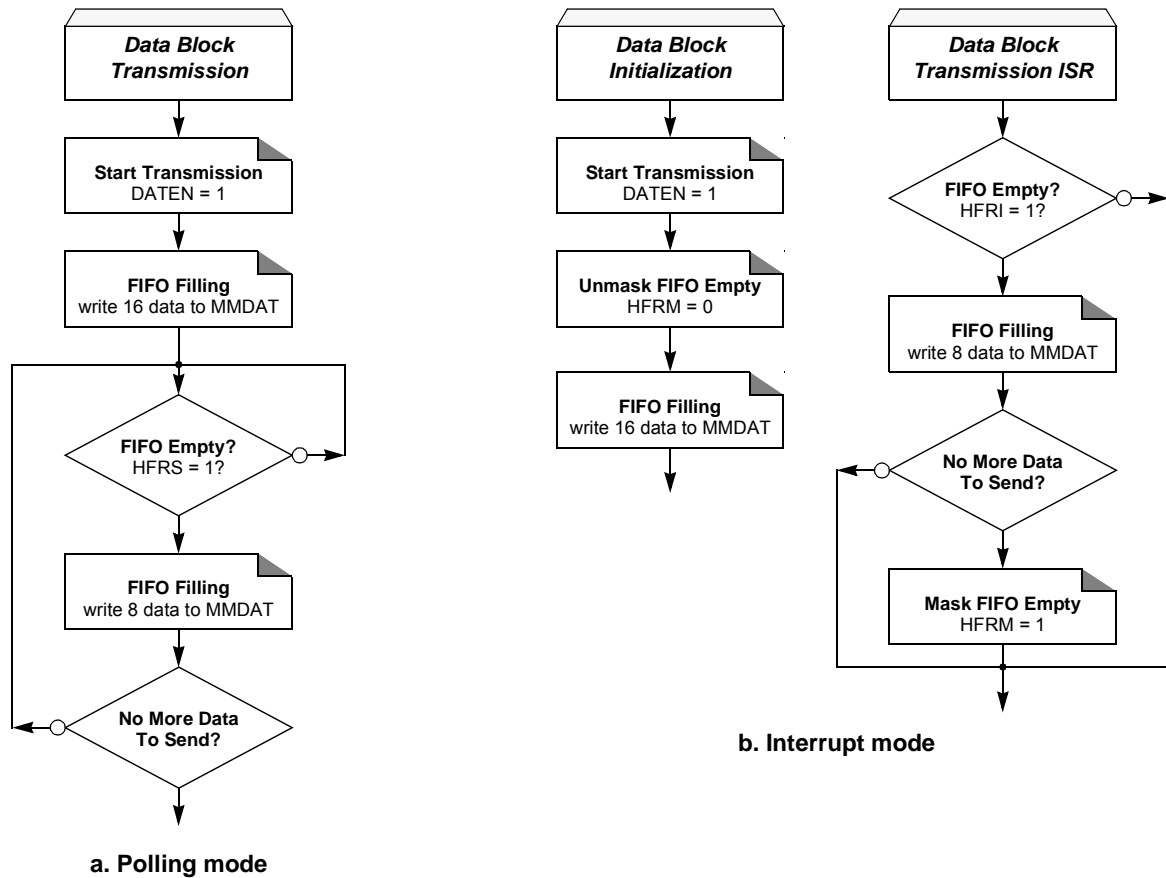 Data Block
Transmission
Start Transmission
DATEN = 1
FIFO Filling
write 16 data to MMDAT
FIFO Empty?
HFRS = 1?
FIFO Filling
write 8 data to MMDAT
No More Data
To Send?
a. Polling mode
Data Block
Initialization
Start Transmission
DATEN = 1
Unmask FIFO Empty
HFRM = 0
FIFO Filling
write 16 data to MMDAT
Data Block
Transmission ISR
FIFO Empty?
HFRI = 1?
FIFO Filling
write 8 data to MMDAT
No More Data
To Send?
Mask FIFO Empty
HFRM = 1
b. Interrupt mode